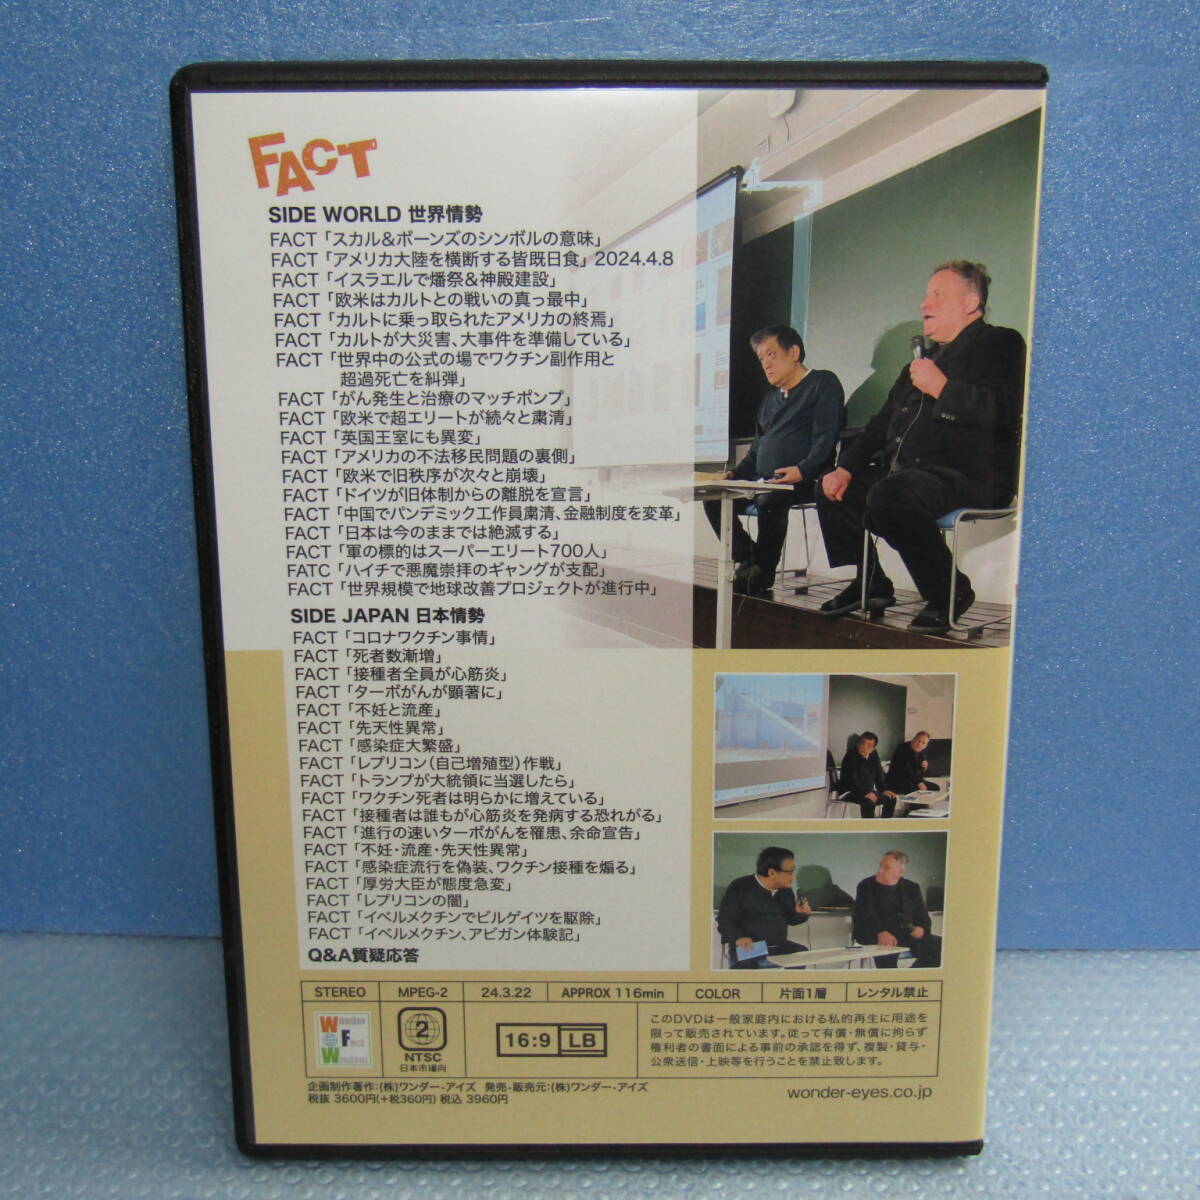 FACT
SIDE WORLD 世界情勢
FACT「スカル&ボーンズのシンボルの意味」
FACT「アメリカ大陸を横断する皆既日食」2024.4.8
FACT「イスラエルで燔祭&神殿建設」
FACT「欧米はカルトとの戦いの真っ最中」
FACT「カルトに乗っ取られたアメリカの終焉」
FACT「カルトが大災害、大事件を準備している」
FACT「世界中の公式の場でワクチン副作用と
超過死亡を糾弾」
FACT「がん発生と治療のマッチポンプ」
FACT「欧米で超エリートが続々と粛清」
FACT「英国王室にも異変」
FACT「アメリカの不法移民問題の裏側」
FACT「欧米で旧秩序が次々と崩壊」
FACT「ドイツが旧体制からの離脱を宣言」
FACT「中国でパンデミック工作員粛清、金融制度を変革」
FACT「日本は今のままでは絶滅する」
FACT「軍の標的はスーパーエリート700人」
FATC「ハイチで悪魔崇拝のギャングが支配」
FACT「世界規模で地球改善プロジェクトが進行中」
SIDE JAPAN 日本情勢
FACT「コロナワクチン事情」
FACT「死者数漸増」
FACT「接種者全員が心筋炎」
FACT「ターボがんが顕著に」
FACT「不妊と流産」
FACT「先天性異常」
FACT「感染症大繁盛」
FACT「レプリコン(自己増殖型)作戦」
FACT「トランプが大統領に当選したら」
FACT「ワクチン死者は明らかに増えている」
FACT「接種者は誰もが心筋炎を発病する恐れがる」
FACT「進行の速いターボがんを罹患、余命宣告」
FACT「不妊・流産・先天性異常」
FACT「感染症流行を偽装、ワクチン接種を煽る」
FACT「厚労大臣が態度急変」
FACT「レプリコンの闇」
FACT「イベルメクチンでビルゲイツを駆除」
FACT「イベルメクチン、アビガン体験記」
Q&A質疑応答
STEREO MPEG-2 24.3.22 APPROX 116min COLOR 片面1層 レンタル禁止
Wonder
Fact
Wisdom
2
NTSC
日本市場向
16:9 LB
このDVDは一般家庭内における私的再生に用途を
限って販売されています。従って有償・無償に拘らず
権利者の書面による事前の承認を得ず、複製・貸与・
公衆送信・上映等を行うことを禁止致します。
企画制作著作:(株)ワンダー・アイズ 発売・販売元:(株)ワンダー・アイズ
税抜 3600円(+税360円) 税込 3960円
wonder-eyes.co.jp